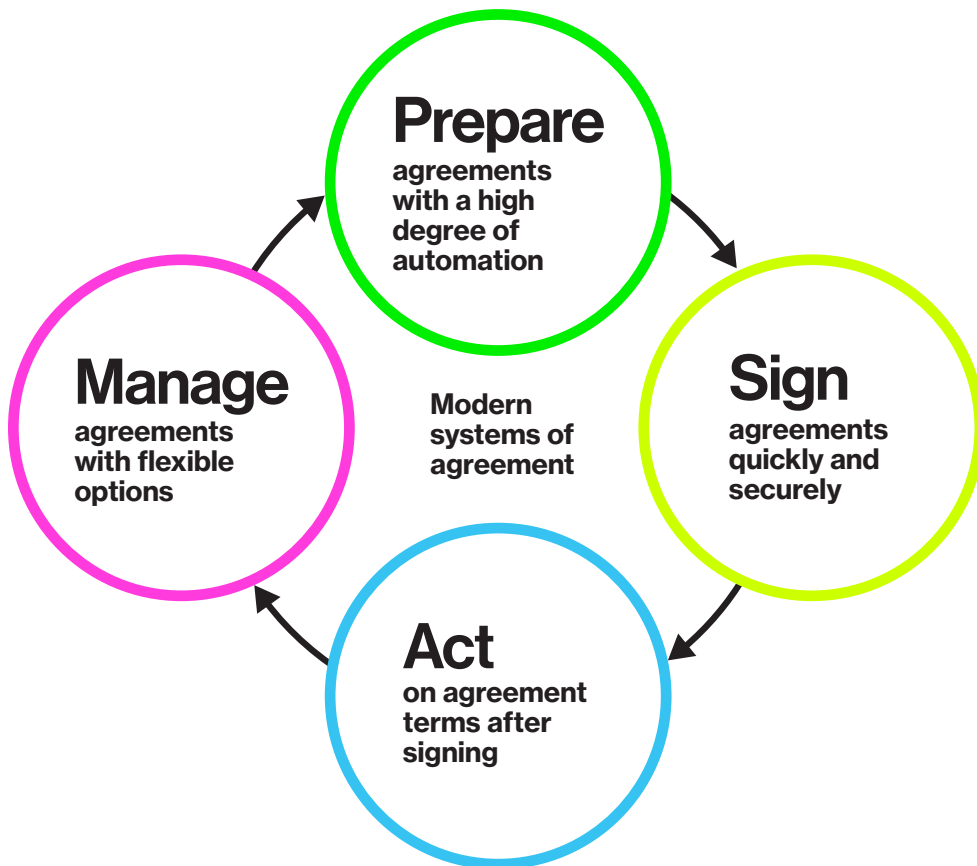 Prepare
agreements
with a high
degree of
automation
Sign
agreements
quickly and
securely
Act
on agreement
terms after
signing
Manage
agreements
with flexible
options
Modern
systems of
agreement